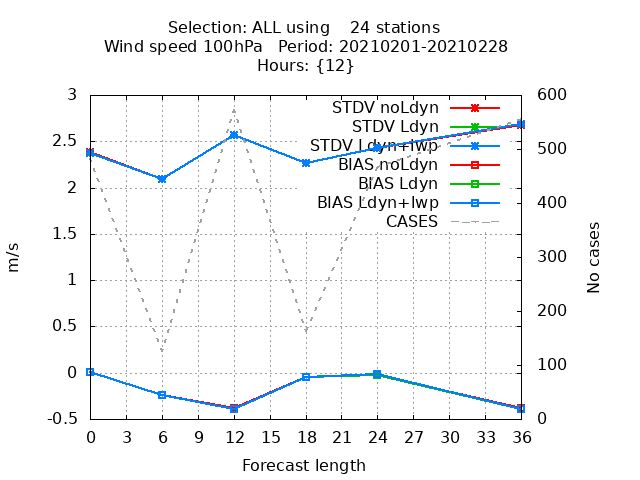 Selection: ALL using    24 stations
Wind speed 100hPa   Period: 20210201-20210228
Hours: {12}
3
2.5
2
1.5
1
0.5
0
-0.5
m/s
600
500
400
300
200
100
0
No cases
STDV noLdyn
STDV Ldyn
STDV Ldyn+lwp
BIAS noLdyn
BIAS Ldyn
BIAS Ldyn+lwp
CASES
0 3 6 9 12 15 18 21 24 27 30 33 36
Forecast length